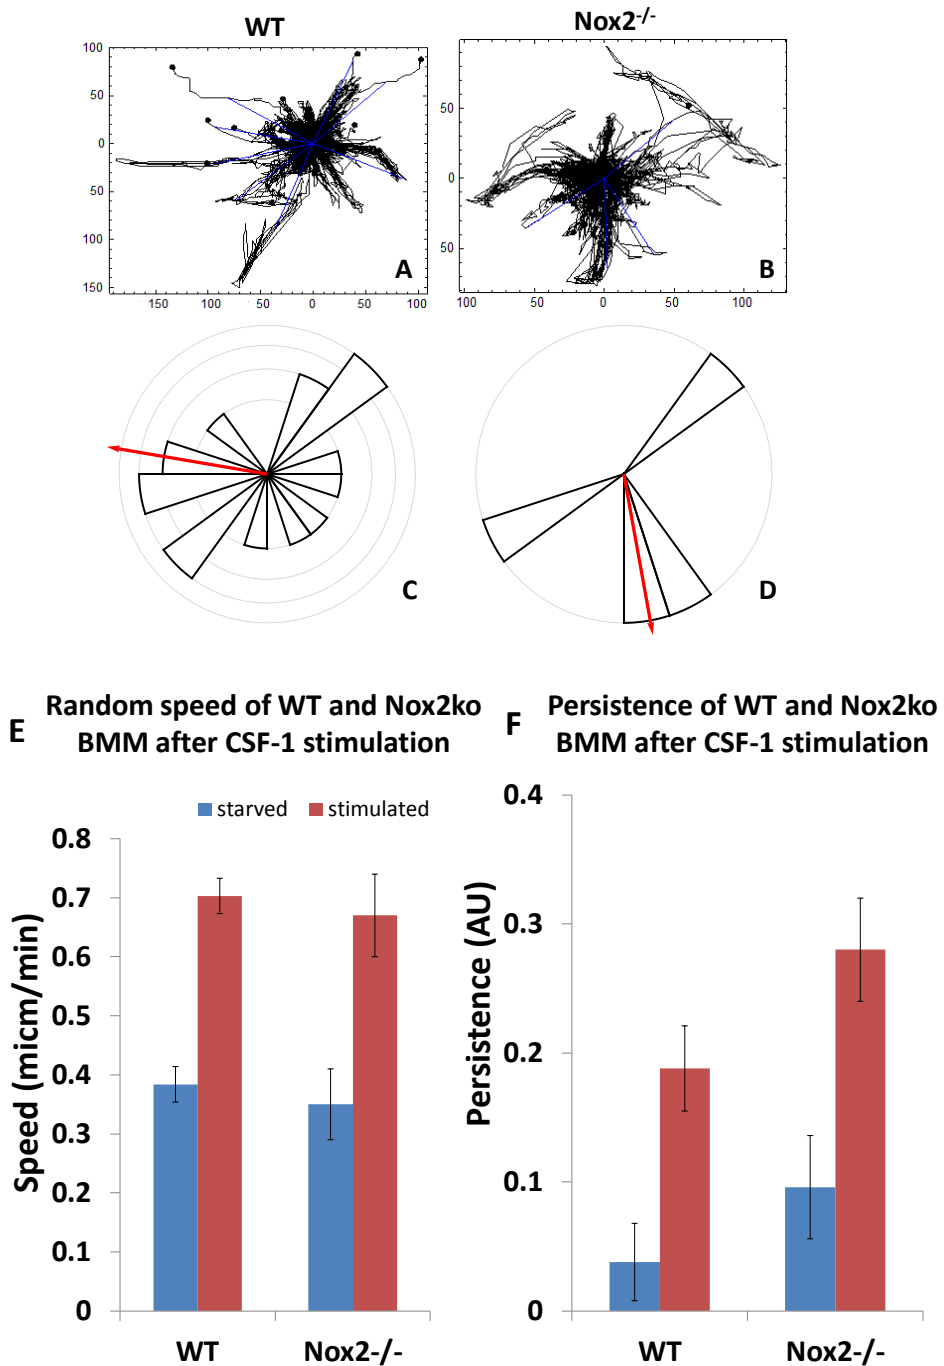 WT
Nox2-/-
100
50
0
50
100
150
150
100
50
0
50
100
A
50
0
50
100
50
0
50
100
B
C
D
E
Random speed of WT and Nox2ko
BMM after CSF-1 stimulation
F
Persistence of WT and Nox2ko
BMM after CSF-1 stimulation
starved
stimulated
Speed (micm/min)
0.8
0.7
0.6
0.5
0.4
0.3
0.2
0.1
0
WT
Nox2-/-
Persistence (AU)
0.4
0.3
0.2
0.1
0
WT
Nox2-/-